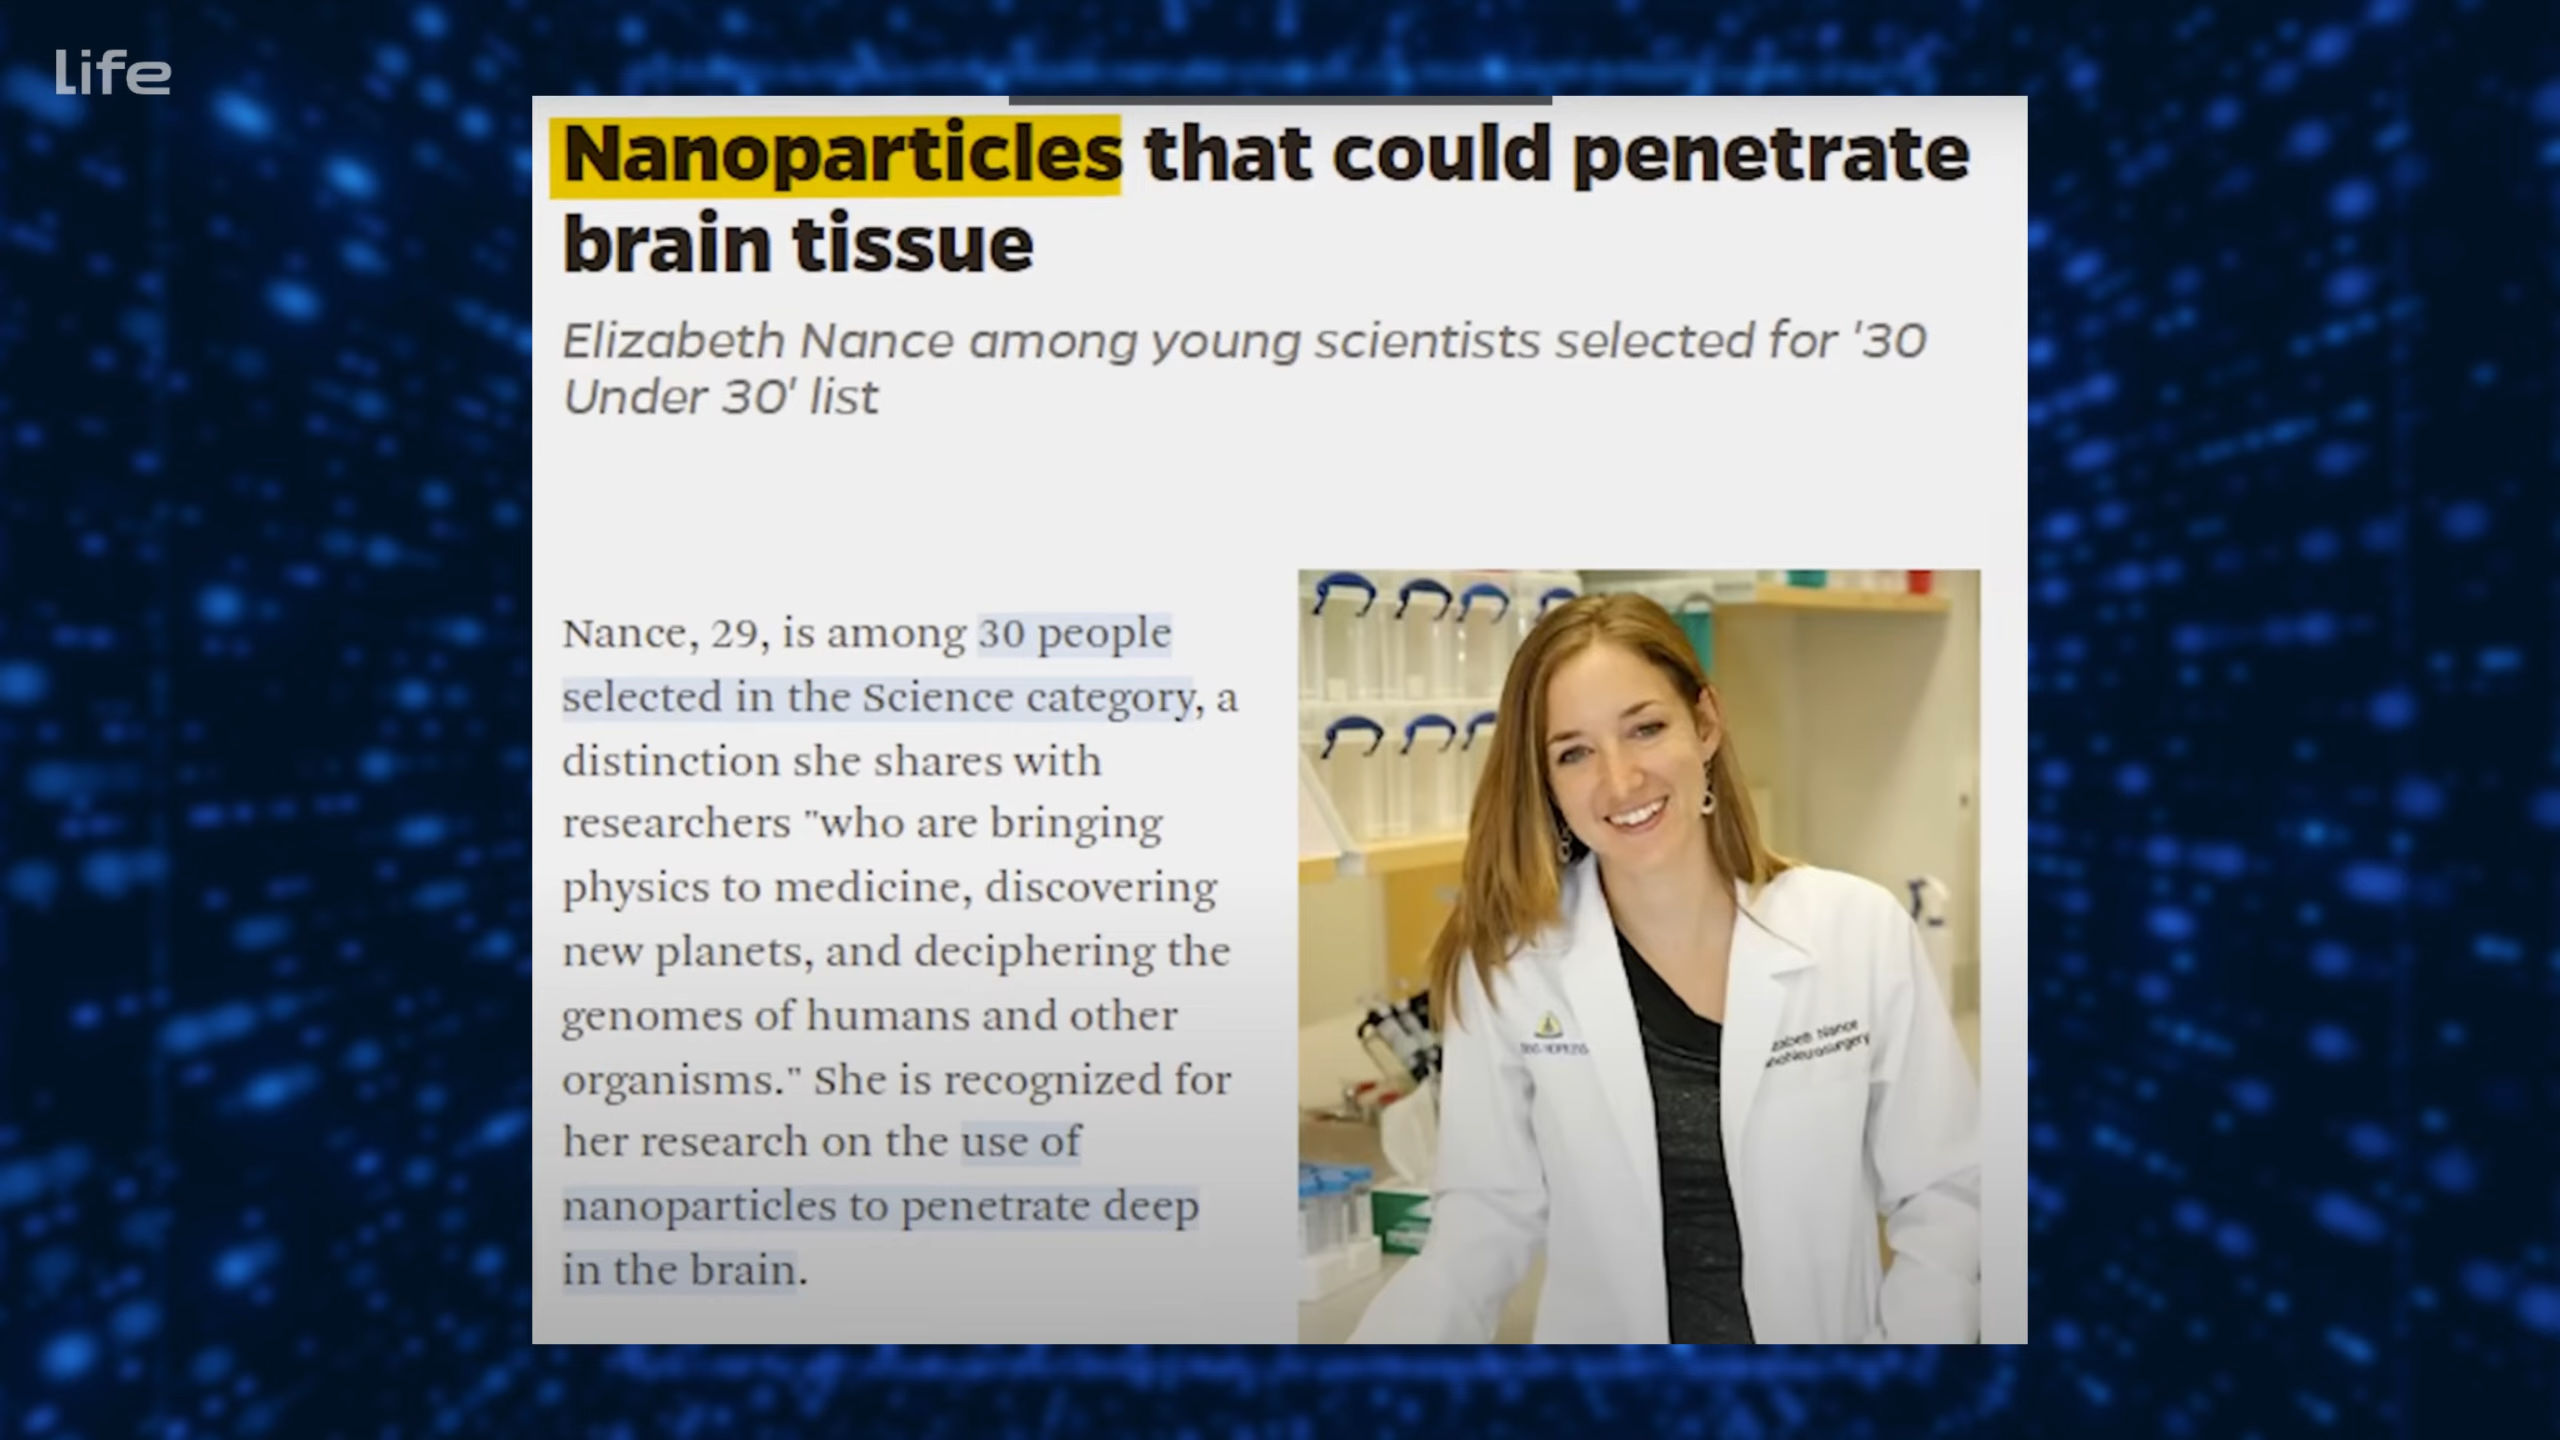 life
Nanoparticles that could penetrate
brain tissue
Elizabeth Nance among young scientists selected for '30
Under 30' list
Nance, 29, is among 30 people
selected in the Science category, a
distinction she shares with
researchers "who are bringing
physics to medicine, discovering
new planets, and deciphering the
genomes of humans and other
organisms." She is recognized for
her research on the use of
nanoparticles to penetrate deep
in the brain.
HOPKINS
Nance